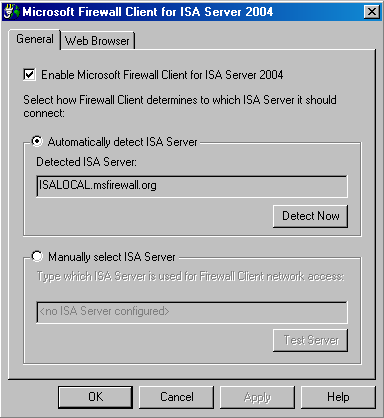 Microsoft Firewall Client for ISA Server 2004
General
Web Browser
Enable Microsoft Firewall Client for ISA Server 2004
Select how Firewall Client determines to which ISA Server it should
connect:
Automatically detect ISA Server
Detected ISA Server:
ISALOCAL.msfirewall.org
Detect Now
Manually select ISA Server
Type which ISA Server is used for Firewall Client network access:
<no ISA Server configured>
Test Server
OK
Cancel
Apply
Help